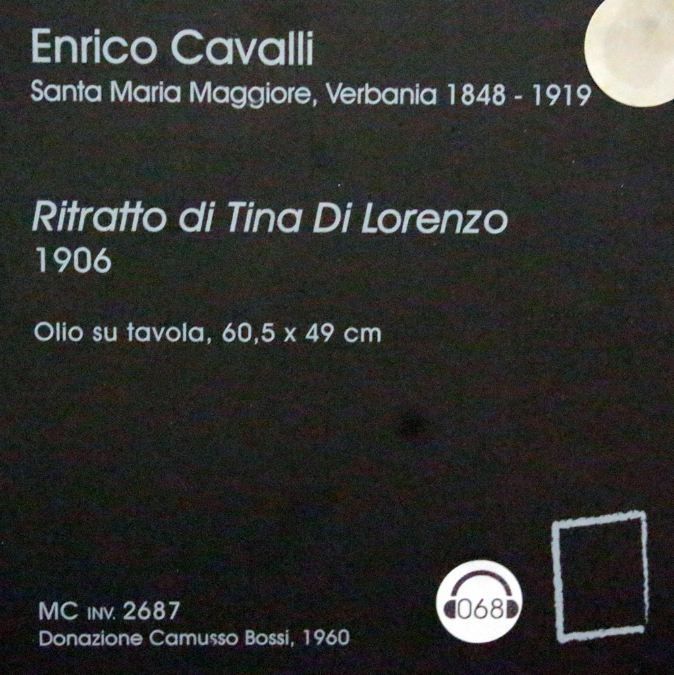 Enrico Cavalli
Santa Maria Maggiore, Verbania 1848 - 1919
Ritratto di Tina Di Lorenzo
1906
Olio su tavola, 60,5 x 49 cm
MC INV. 2687
Donazione Camusso Bossi, 1960
068